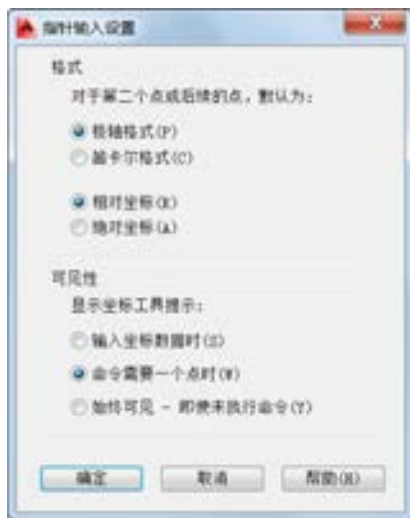 指针输入设置
格式
对于第二个点或后续的点，默认为：
极轴格式(P)
笛卡尔格式(C)
相对坐标(R)
绝对坐标(A)
可见性
显示坐标工具提示：
输入坐标数据时(S)
命令需要一个点时(W)
始终可见 - 即使未执行命令(Y)
确定 取消 帮助(H)